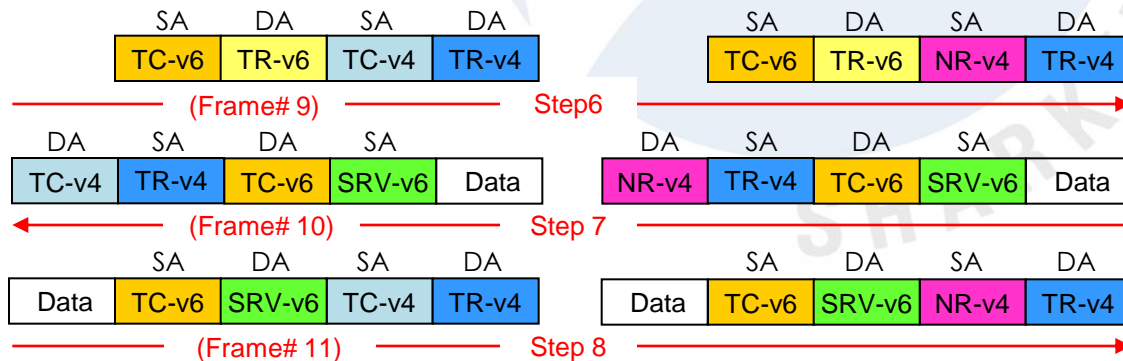 SA DA SA DA SA DA SA DA
TC-v6 TR-v6 TC-v4 TR-v4 TC-v6 TR-v6 NR-v4 TR-v4
(Frame# 9) Step6
DA SA DA SA DA SA DA SA
TC-v4 TR-v4 TC-v6 SRV-v6 Data NR-v4 TR-v4 TC-v6 SRV-v6 Data
(Frame# 10) Step 7
SA DA SA DA SA DA SA DA
Data TC-v6 SRV-v6 TC-v4 TR-v4 Data TC-v6 SRV-v6 NR-v4 TR-v4
(Frame# 11) Step 8
SHARK